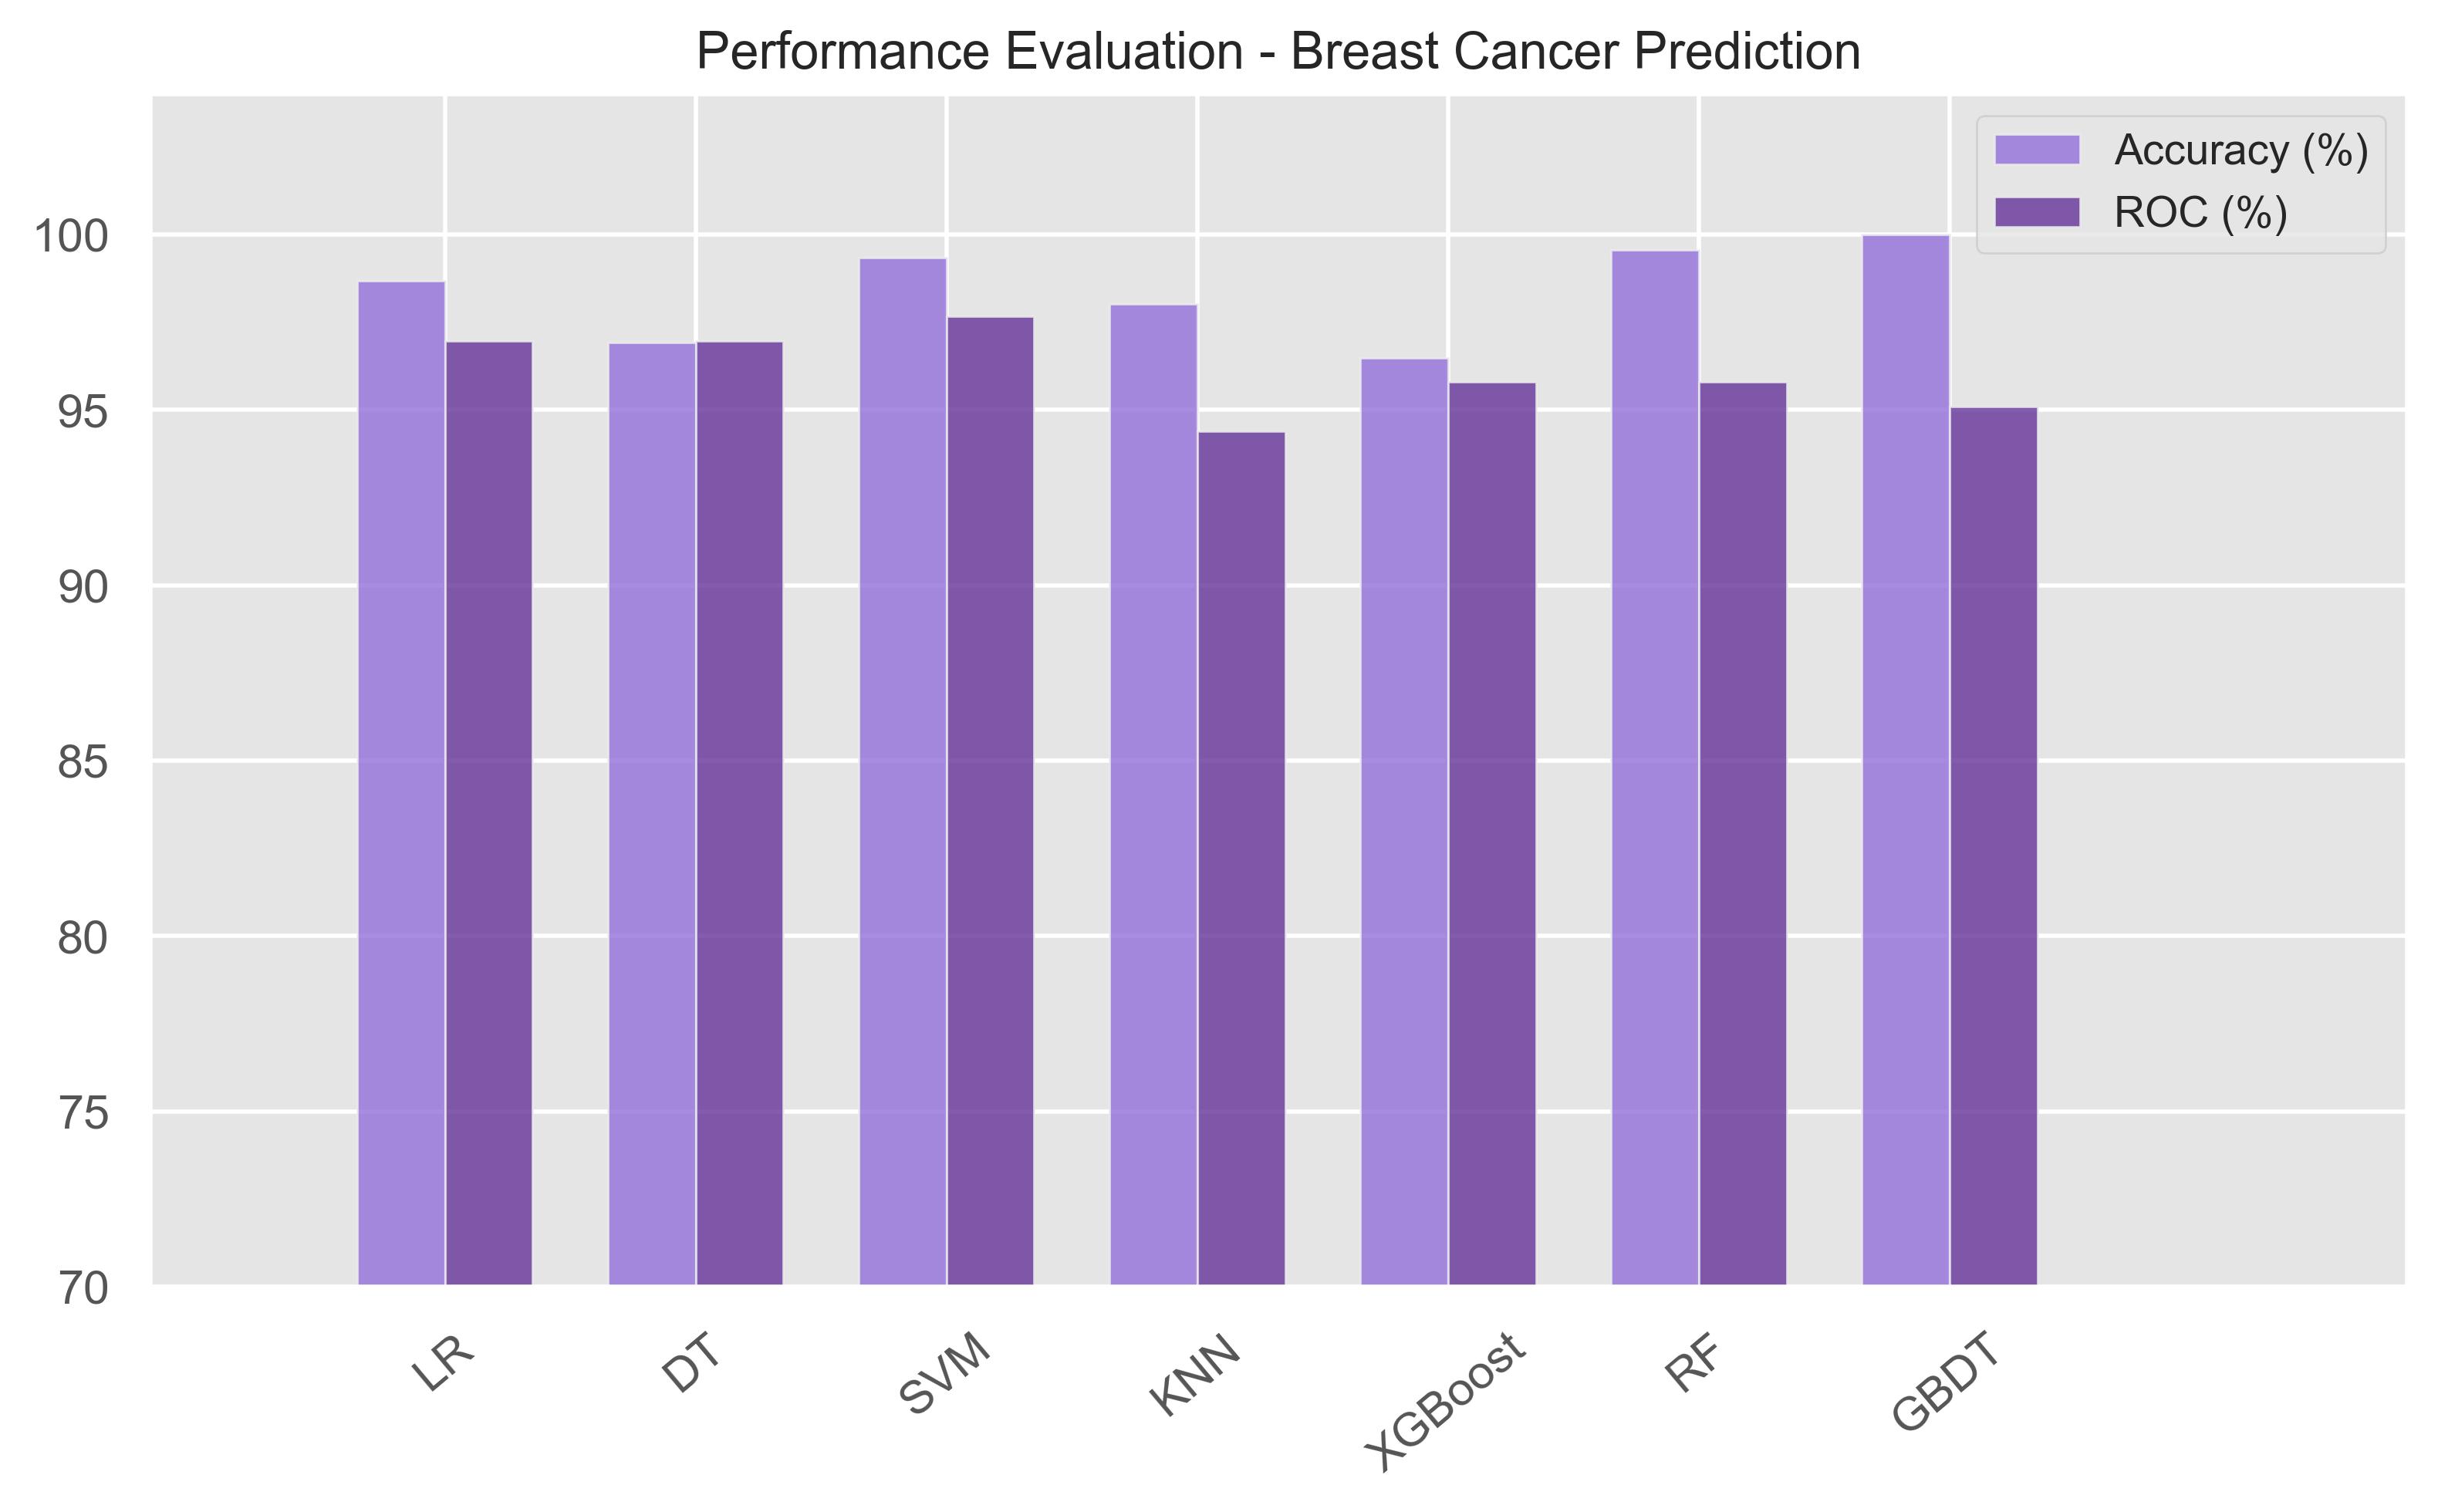 Perfomance Evaluation - Breast Cancer Prediction
Accuracy (%)
ROC (%)
100
95
90
85
80
75
70
LR
DT
SVM
KNN
XGBoost
RF
GBDT